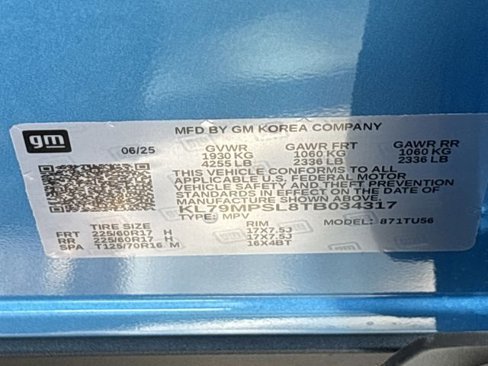 gm
MFD BY GM KOREA COMPANY
06/25 GVWR GAWR FRT GAWR RR
1930 KG 1060 KG 1060 KG
4255 LB 2336 LB 2336 LB
THIS VEHICLE CONFORMS TO ALL
APPLICABLE U.S. FEDERAL MOTOR
VEHICLE SAFETY AND THEFT PREVENTION
STANDARDS IN EFFECT ON THE DATE OF
MANUFACTURE SHOWN ABOVE.
KL79MPSL8TB034317
TYPE: MPV MODEL: 871TU56
TIRE SIZE RIM
FRT 225/60R17 H 17X7.5J
RR 225/60R17 H 17X7.5J
SPA T125/70R16 M 16X4BT